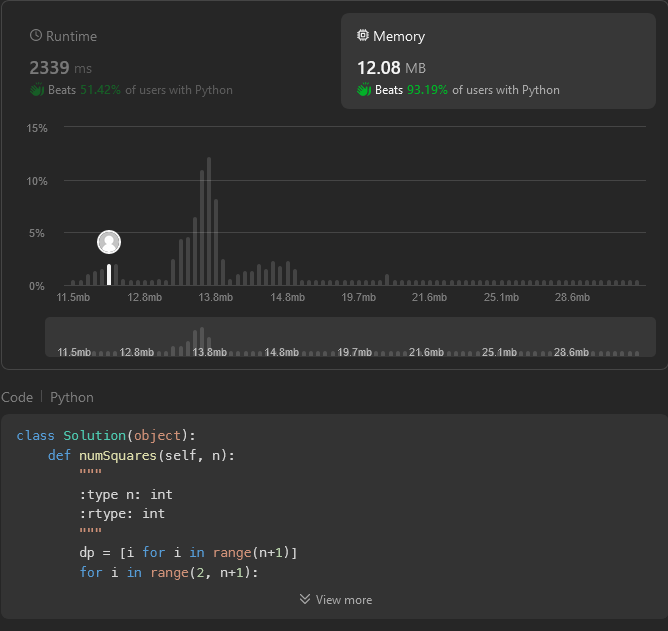 Runtime
2339 ms
Beats 51.42% of users with Python
Memory
12.08 MB
Beats 93.19% of users with Python
15%
10%
5%
0%
11.5mb 12.8mb 13.8mb 14.8mb 19.7mb 21.6mb 25.1mb 28.6mb
11.5mb 12.8mb 13.8mb 14.8mb 19.7mb 21.6mb 25.1mb 28.6mb
Code | Python
class Solution(object):
    def numSquares(self, n):
        """
        :type n: int
        :rtype: int
        """
        dp = [i for i in range(n+1)]
        for i in range(2, n+1):
View more